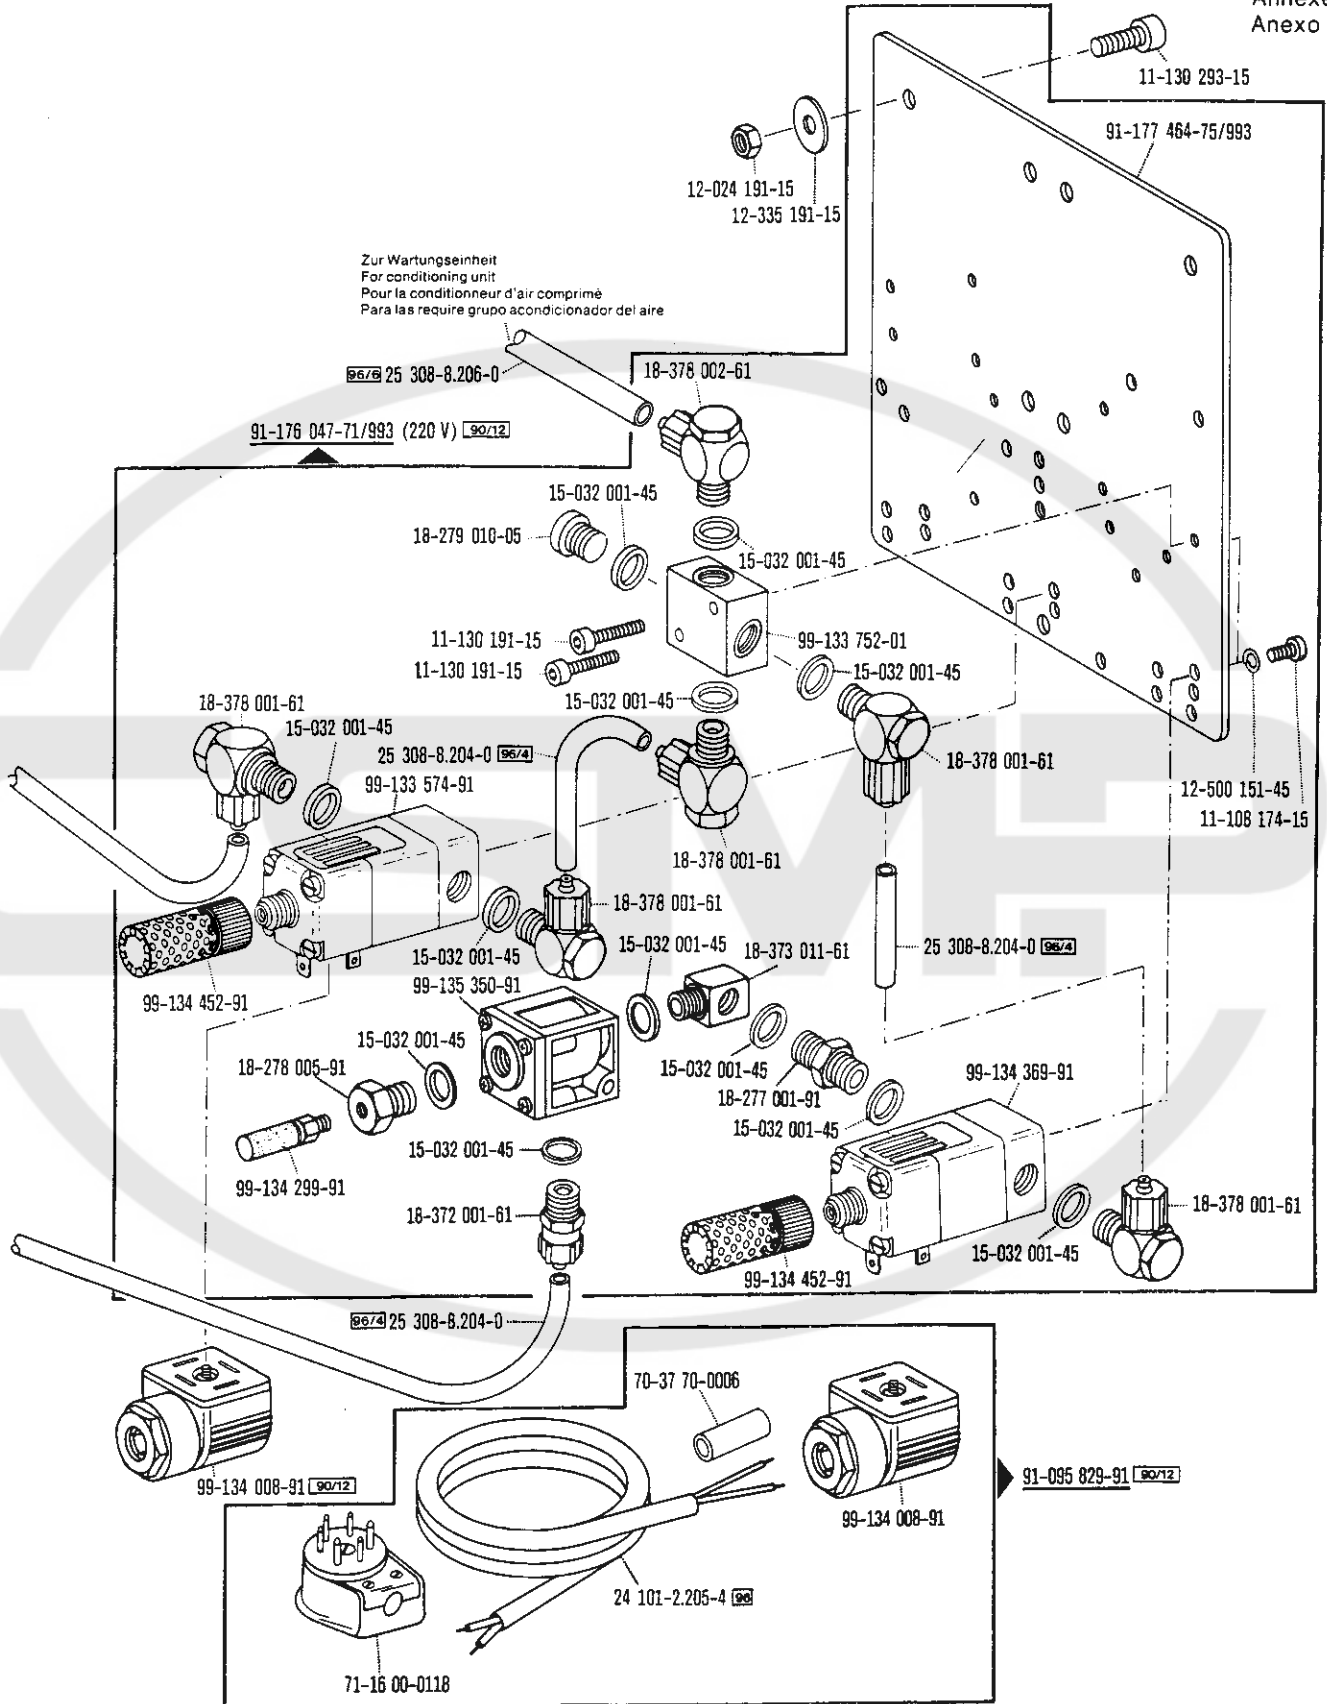 Annexe
Anexo
11-130 293-15
91-177 464-75/993
12-024 191-15
12-335 191-15
Zur Wartungseinheit
For conditioning unit
Pour la conditionneur d'air comprimé
Para las require grupo acondicionador del aire
96/6 25 308-8.206-0
18-378 002-61
91-176 047-71/993 (220 V) 90/12
15-032 001-45
18-279 010-05
15-032 001-45
11-130 191-15
99-133 752-01
11-130 191-15
15-032 001-45
15-032 001-45
18-378 001-61
15-032 001-45
25 308-8.204-0 96/4
18-378 001-61
99-133 574-91
12-500 151-45
11-108 174-15
18-378 001-61
18-378 001-61
15-032 001-45
15-032 001-45
18-373 011-61
25 308-8.204-0 96/4
99-135 350-91
99-134 452-91
15-032 001-45
18-278 005-91
15-032 001-45
99-134 369-91
18-277 001-91
15-032 001-45
15-032 001-45
99-134 299-91
18-372 001-61
18-378 001-61
15-032 001-45
99-134 452-91
96/4 25 308-8.204-0
70-37 70-0006
91-095 829-91 90/12
99-134 008-91 90/12
99-134 008-91
24 101-2.205-4 96
71-16 00-0118
SMP